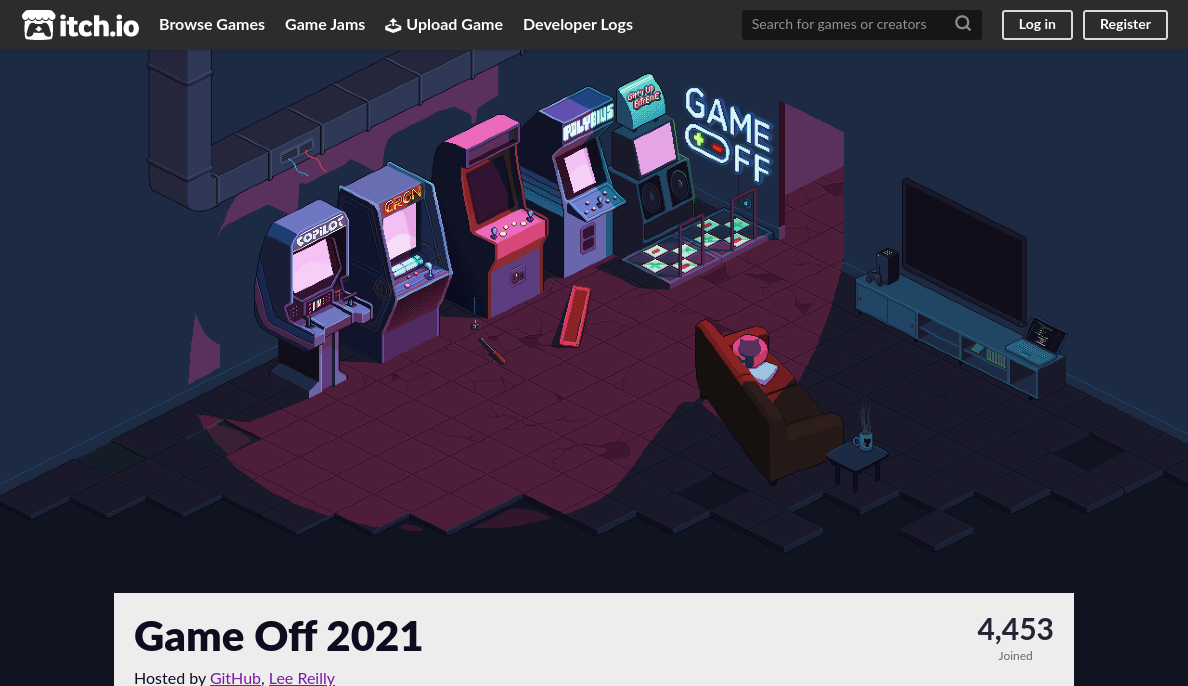 itch.io Browse Games Game Jams Upload Game Developer Logs Search for games or creators Log in Register
COPiLOT
CRON
POLYBIUS
GAME
OFF
Game Off 2021
4,453
Joined
Hosted by GitHub, Lee Reilly